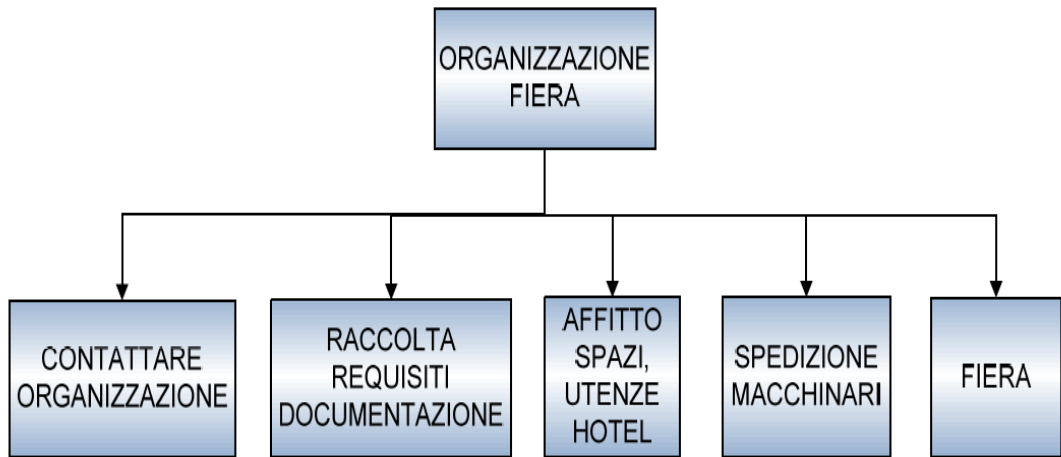 ORGANIZZAZIONE
FIERA
CONTATTARE
ORGANIZZAZIONE
RACCOLTA
REQUISITI
DOCUMENTAZIONE
AFFITTO
SPAZI,
UTENZE
HOTEL
SPEDIZIONE
MACCHINARI
FIERA